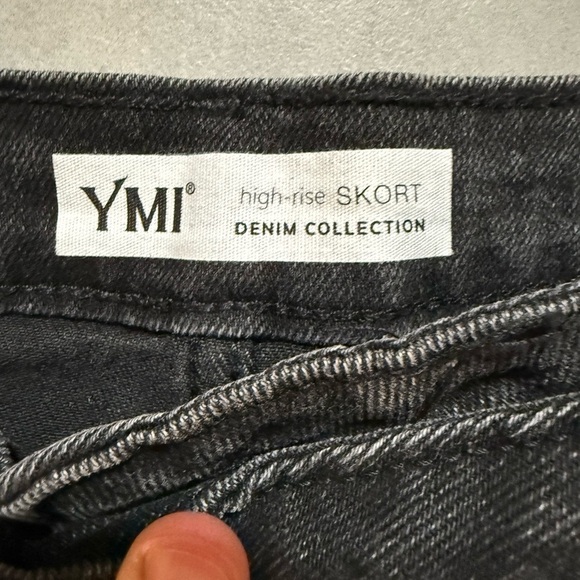 YMI® high-rise SKORT
DENIM COLLECTION